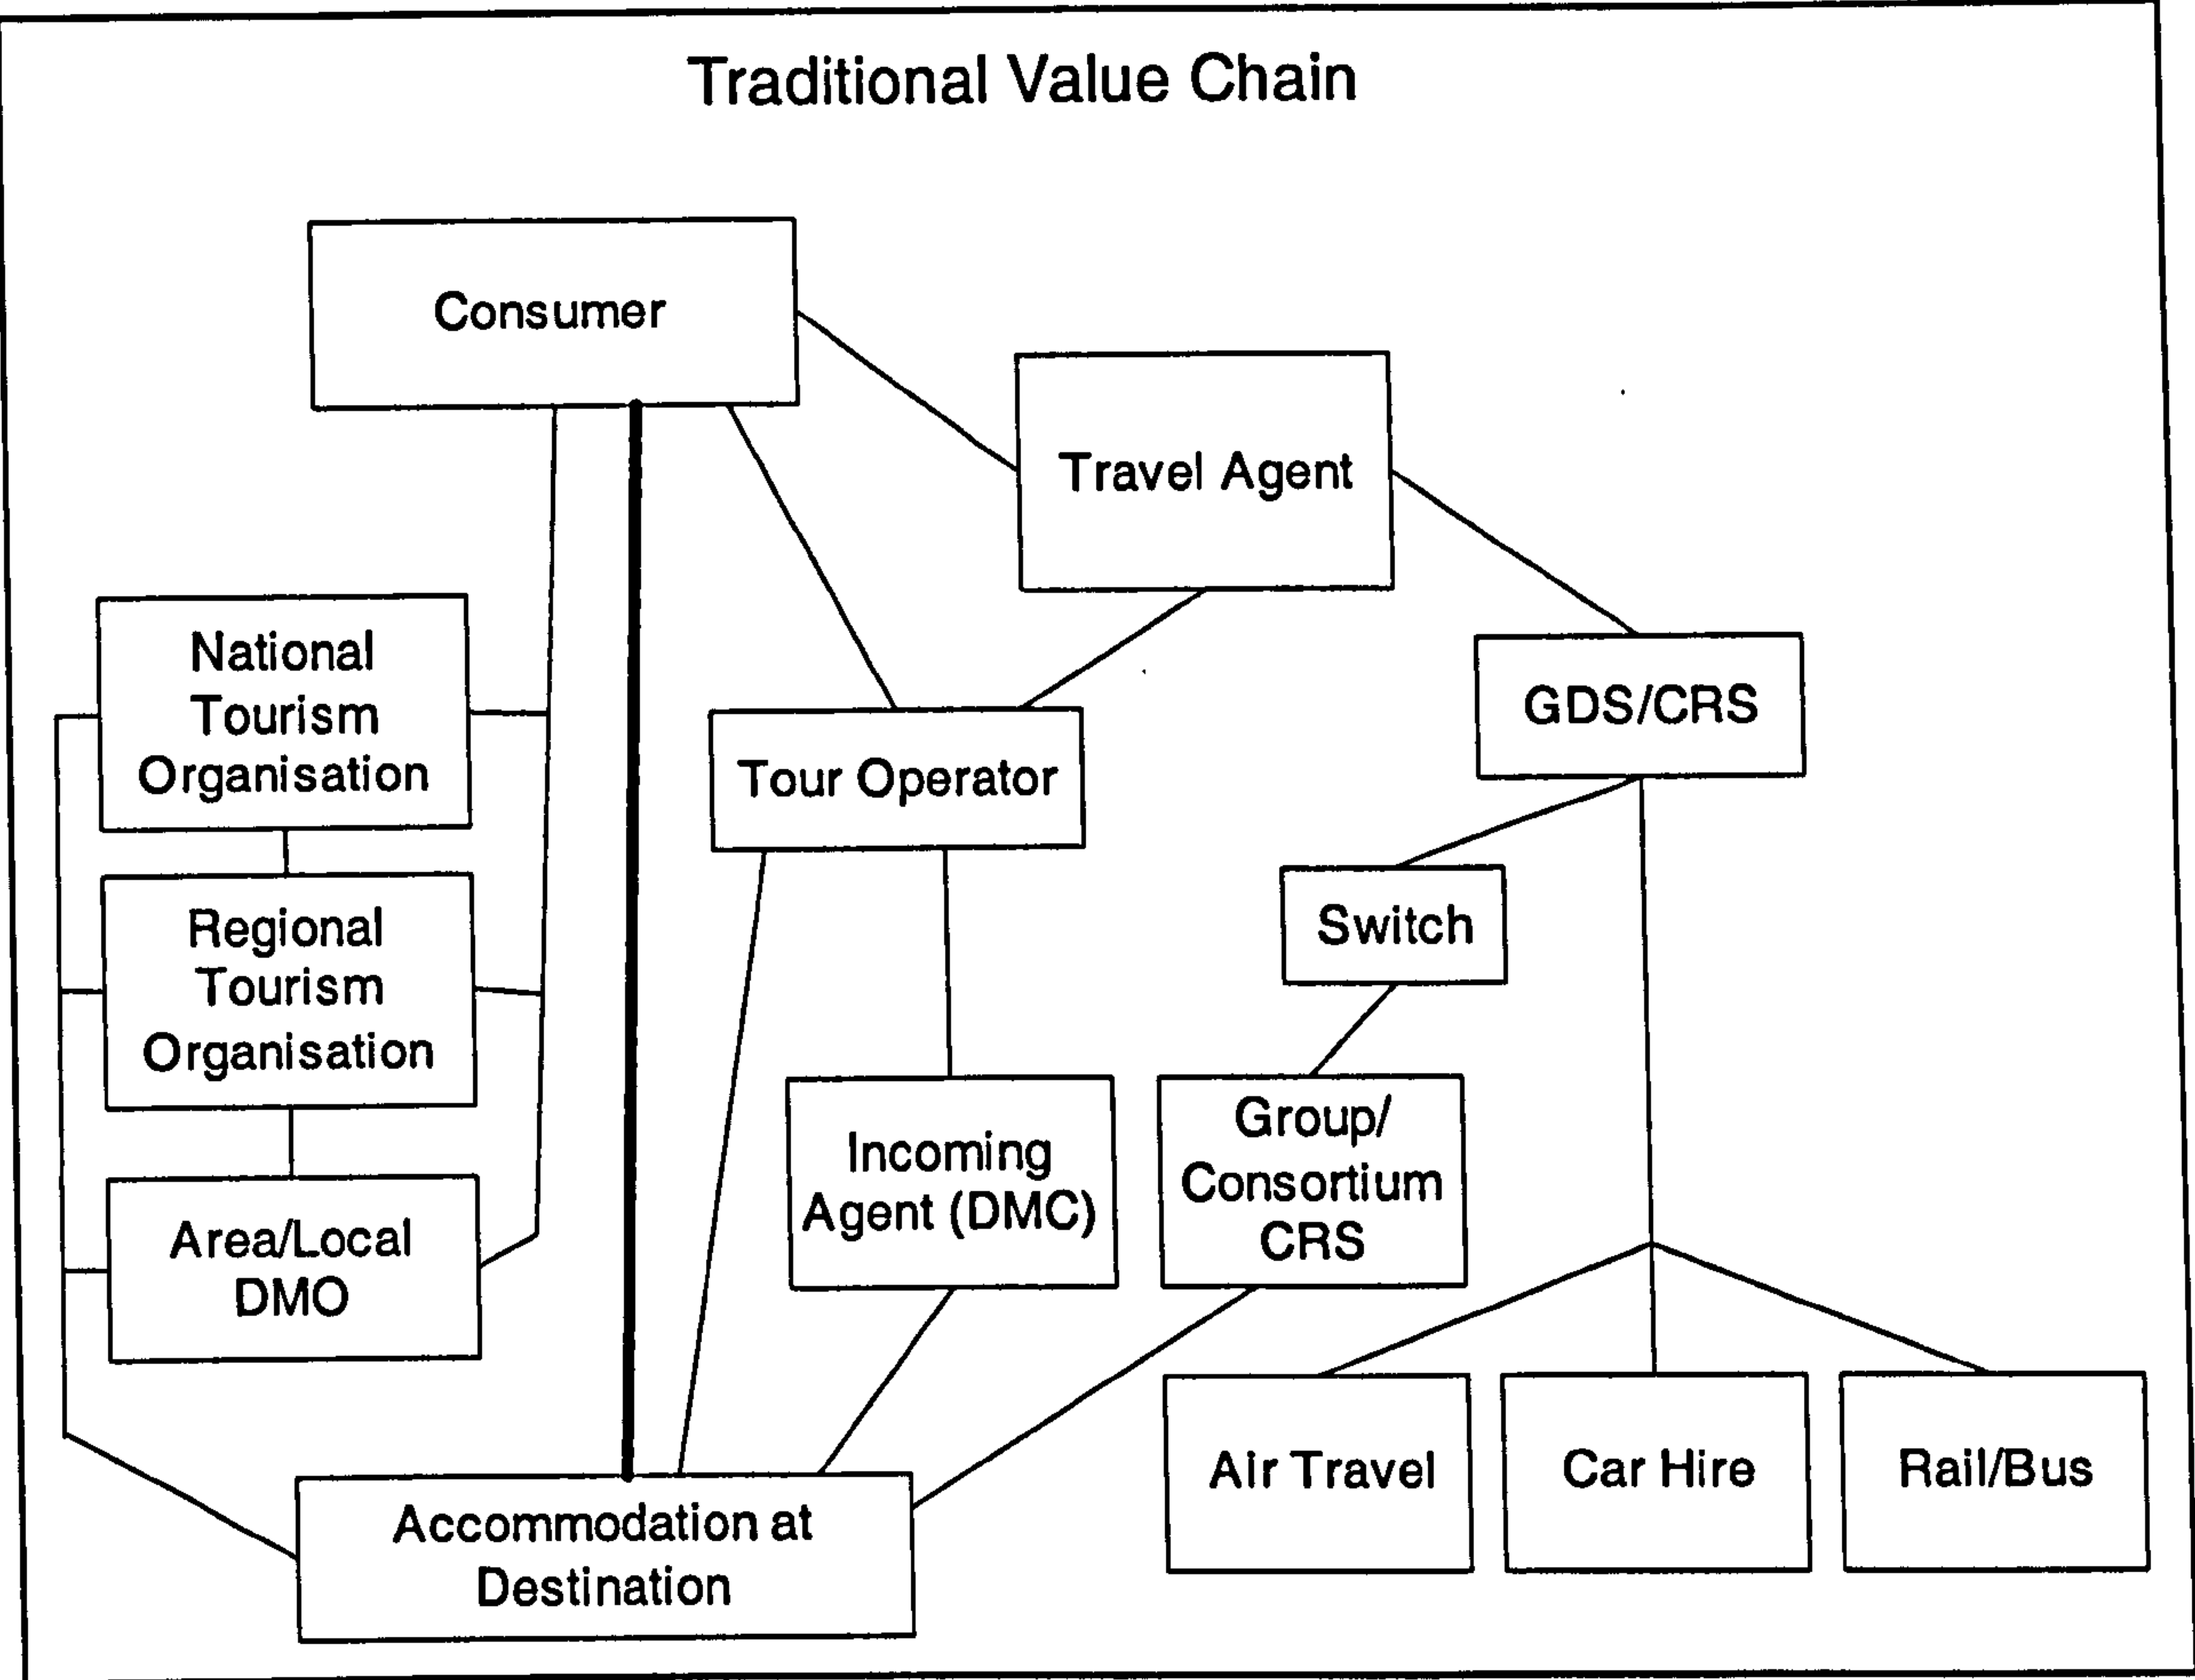 Traditional Value Chain
Consumer
Travel Agent
National
Tourism
Organisation
GDS/CRS
Tour Operator
Regional
Tourism
Organisation
Switch
Incoming
Agent (DMC)
Group/
Consortium
CRS
Area/Local
DMO
Air Travel
Car Hire
Rail/Bus
Accommodation at
Destination